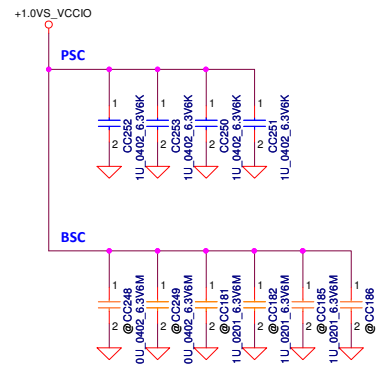 +1.0VS_VCCIO
PSC
1
2
CC252
1U_0402_6.3V6K
1
2
CC253
1U_0402_6.3V6K
1
2
CC250
1U_0402_6.3V6K
1
2
CC251
1U_0402_6.3V6K
BSC
1
2
@CC248
0U_0402_6.3V6M
1
2
@CC249
0U_0402_6.3V6M
1
2
@CC181
1U_0201_6.3V6M
1
2
@CC182
1U_0201_6.3V6M
1
2
@CC185
1U_0201_6.3V6M
1
2
@CC186